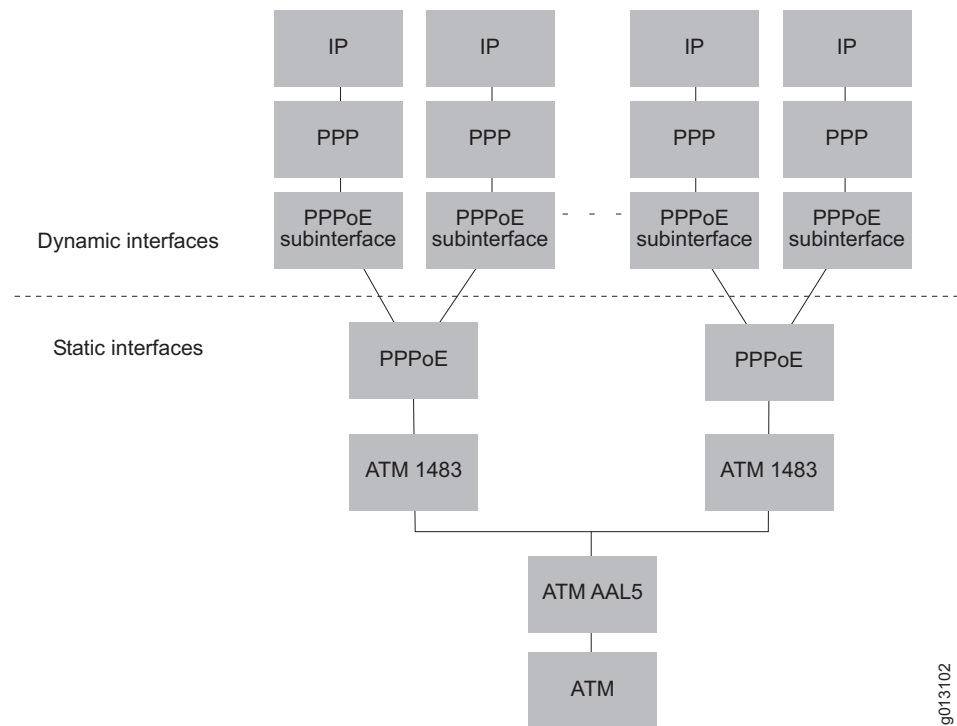 IP
IP
IP
IP
PPP
PPP
PPP
PPP
PPPoE
subinterface
PPPoE
subinterface
PPPoE
subinterface
PPPoE
subinterface
Dynamic interfaces
Static interfaces
PPPoE
PPPoE
ATM 1483
ATM 1483
ATM AAL5
ATM
g013102